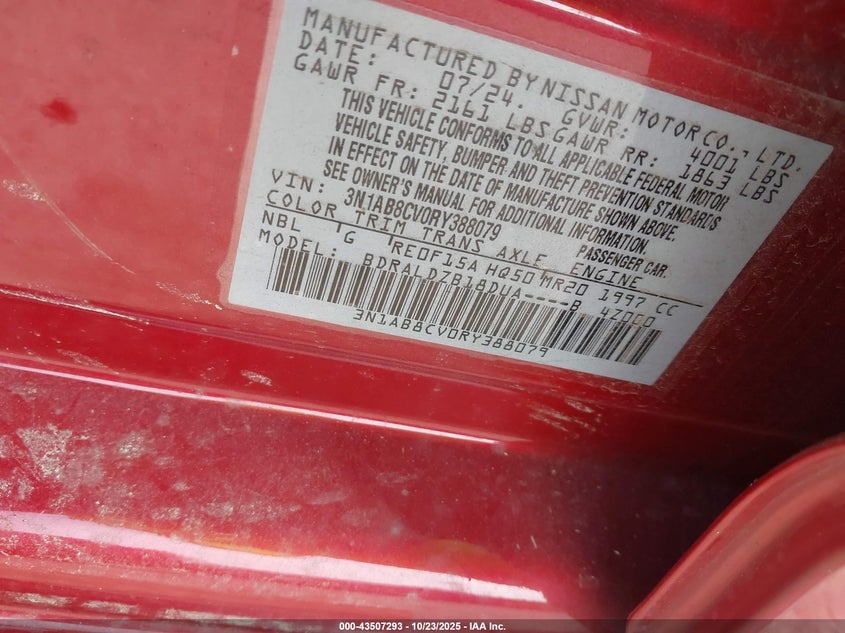 MANUFACTURED BY NISSAN MOTOR CO., LTD.
DATE: 07/24. GVWR: 4001 LBS
GAWR FR: 2161 LBS GAWR RR: 1863 LBS
THIS VEHICLE CONFORMS TO ALL APPLICABLE FEDERAL MOTOR
VEHICLE SAFETY, BUMPER AND THEFT PREVENTION STANDARDS
IN EFFECT ON THE DATE OF MANUFACTURE SHOWN ABOVE.
SEE OWNER'S MANUAL FOR ADDITIONAL INFORMATION.
VIN: 3N1AB8CV0RY388079 PASSENGER CAR.
COLOR TRIM TRANS AXLE ENGINE
NBL G RE0F15A HQ50 MR20 1997 CC
MODEL: BDRALDZB18DUA----B 4Z000
3N1AB8CV0RY388079
000-43507293 - 10/23/2025 - IAA Inc.